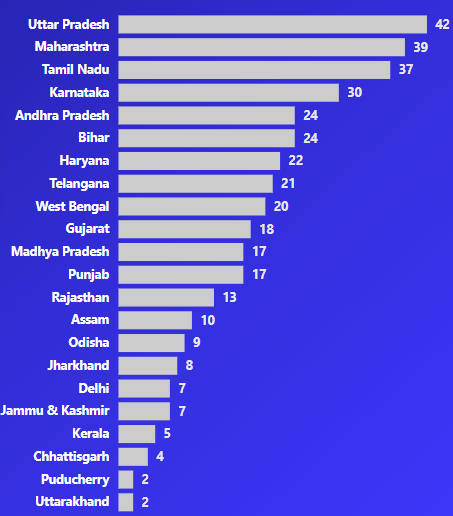 Uttar Pradesh 42
Maharashtra 39
Tamil Nadu 37
Karnataka 30
Andhra Pradesh 24
Bihar 24
Haryana 22
Telangana 21
West Bengal 20
Gujarat 18
Madhya Pradesh 17
Punjab 17
Rajasthan 13
Assam 10
Odisha 9
Jharkhand 8
Delhi 7
Jammu & Kashmir 7
Kerala 5
Chhattisgarh 4
Puducherry 2
Uttarakhand 2